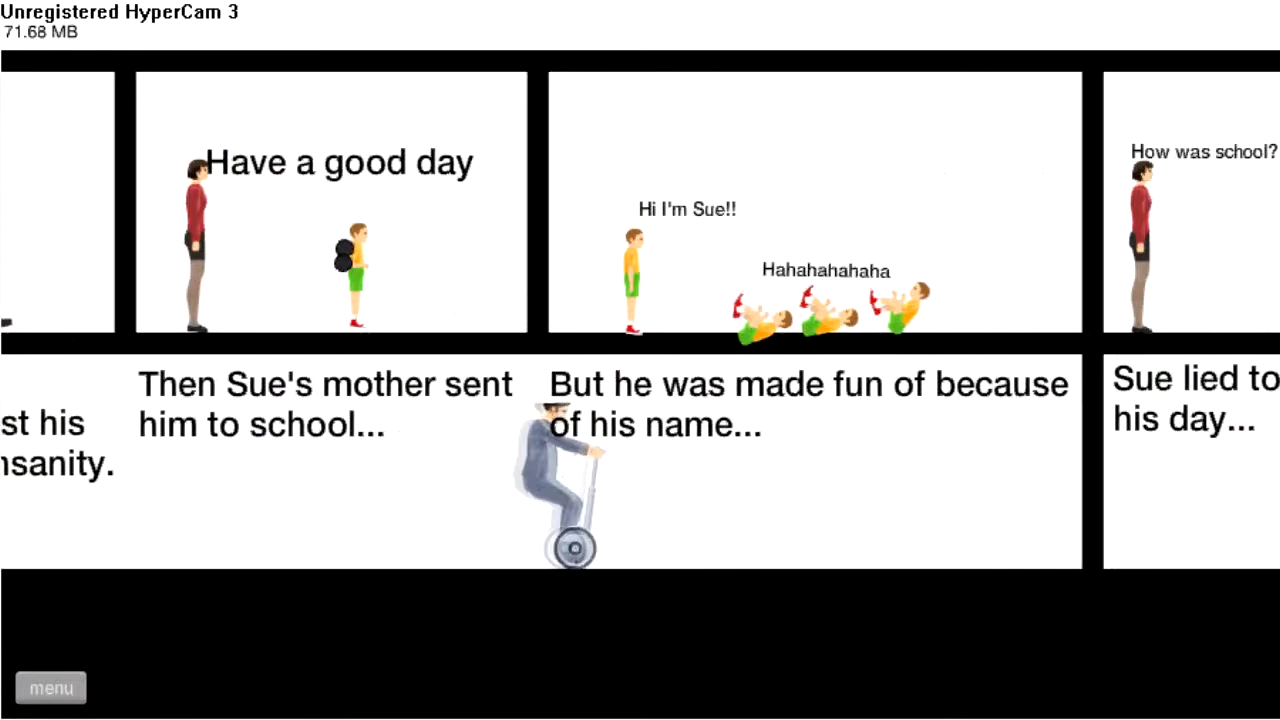 Unregistered HyperCam 3
71.68 MB
Have a good day
Hi I'm Sue!!
Hahahahahaha
How was school?
st his
nsanity.
Then Sue's mother sent
him to school...
But he was made fun of because
of his name...
Sue lied to
his day...
menu